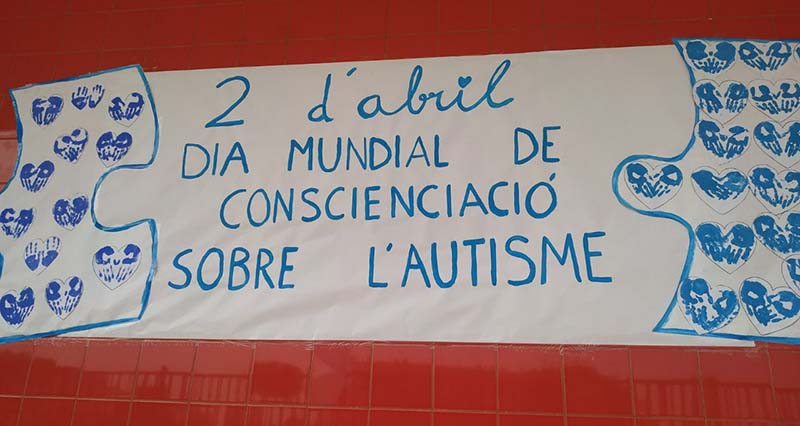 2 d'abril
DIA MUNDIAL DE
CONSCIENCIACIÓ
SOBRE L'AUTISME